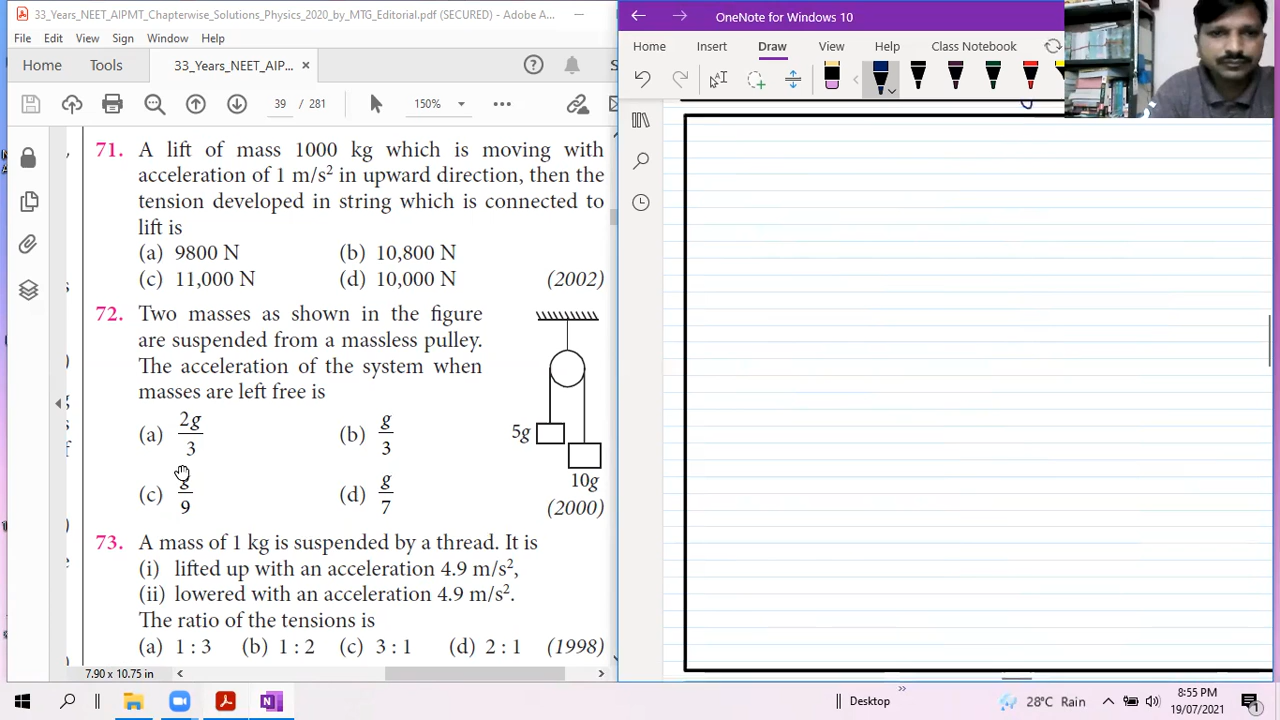 33_Years_NEET_AIPMT_Chapterwise_Solutions_Physics_2020_by_MTG_Editorial.pdf (SECURED) - Adobe A...
File Edit View Sign Window Help
Home Tools 33_Years_NEET_AIP... ×
39 / 281 150%
71. A lift of mass 1000 kg which is moving with
acceleration of 1 m/s² in upward direction, then the
tension developed in string which is connected to
lift is
(a) 9800 N (b) 10,800 N
(c) 11,000 N (d) 10,000 N (2002)
72. Two masses as shown in the figure
are suspended from a massless pulley.
The acceleration of the system when
masses are left free is
(a) 2g/3 (b) g/3
(c) g/9 (d) g/7
5g
10g
(2000)
73. A mass of 1 kg is suspended by a thread. It is
(i) lifted up with an acceleration 4.9 m/s²,
(ii) lowered with an acceleration 4.9 m/s².
The ratio of the tensions is
(a) 1 : 3 (b) 1 : 2 (c) 3 : 1 (d) 2 : 1 (1998)
7.90 x 10.75 in
OneNote for Windows 10
Home Insert Draw View Help Class Notebook
Desktop
28°C Rain
8:55 PM
19/07/2021